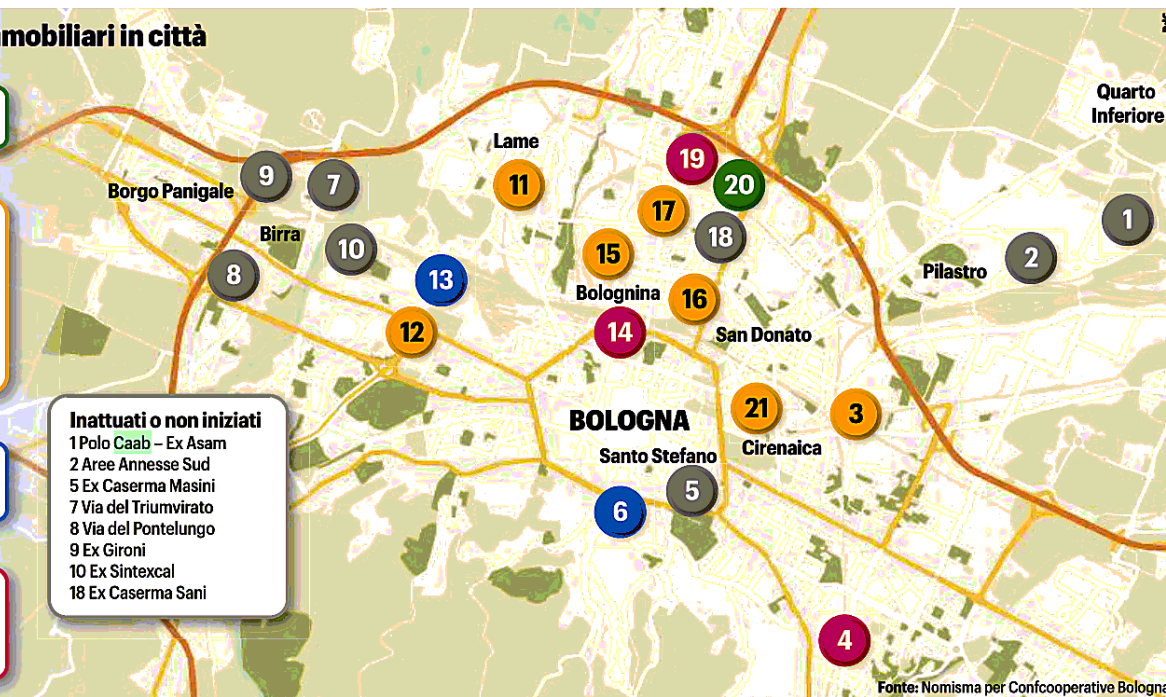 mobiliari in città
Quarto
Inferiore
Lame
19
9
7
11
20
Borgo Panigale
17
1
Birra
10
18
15
2
8
13
Pilastro
Bolognina
16
12
14
San Donato
21
3
Inattuati o non iniziati
BOLOGNA
1 Polo Caab – Ex Asam
Cirenaica
2 Aree Annesse Sud
Santo Stefano
5 Ex Caserma Masini
5
7 Via del Triumvirato
6
8 Via del Pontelungo
9 Ex Gironi
10 Ex Sintexcal
18 Ex Caserma Sani
4
Fonte: Nomisma per Confcooperative Bologna